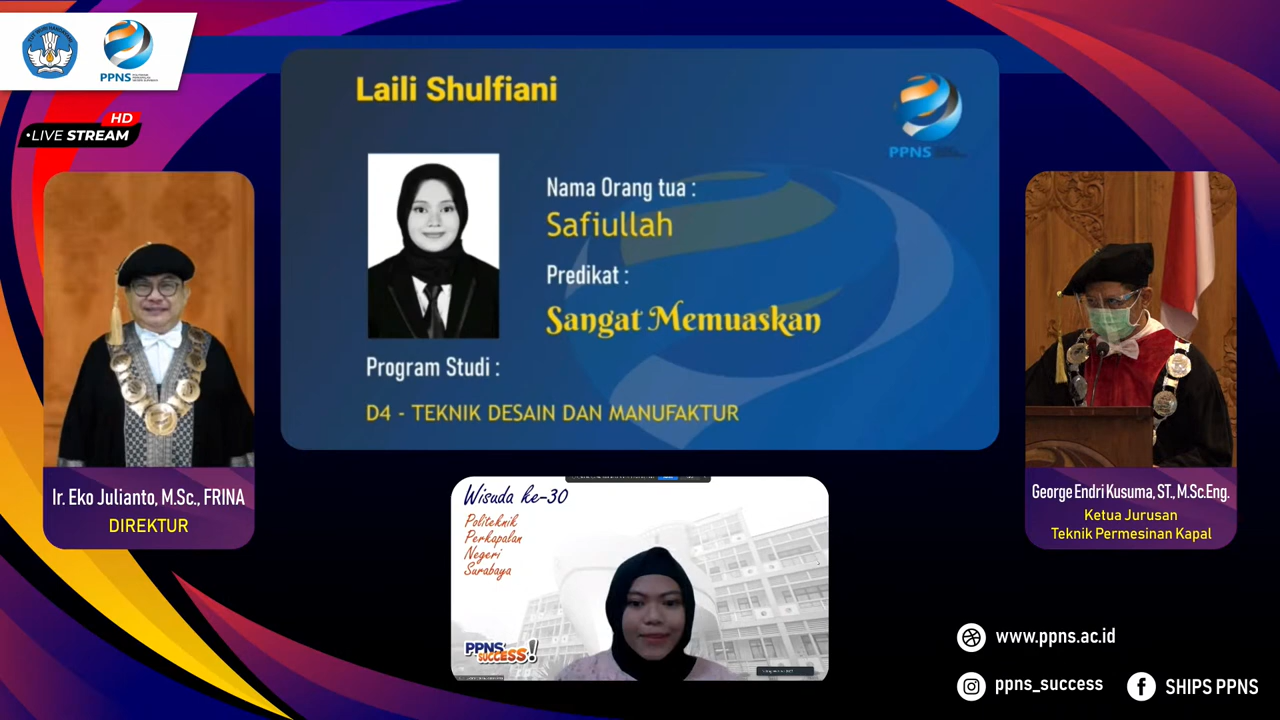 PPNS
HD
•LIVE STREAM
Laili Shulfiani
PPNS
Nama Orang tua :
Safiullah
Predikat :
Sangat Memuaskan
Program Studi :
D4 - TEKNIK DESAIN DAN MANUFAKTUR
Ir. Eko Julianto, M.Sc., FRINA
DIREKTUR
George Endri Kusuma, ST., M.Sc.Eng.
Ketua Jurusan
Teknik Permesinan Kapal
Wisuda ke-30
Politeknik
Perkapalan
Negeri
Surabaya
PPNS
SUCCESS!
www.ppns.ac.id
ppns_success
SHIPS PPNS